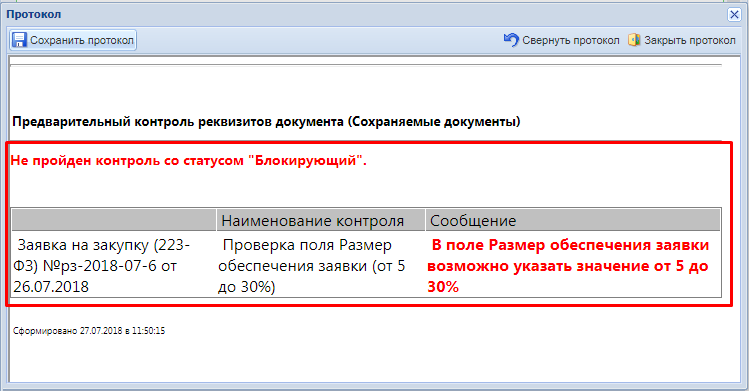 Протокол
Сохранить протокол
Свернуть протокол
Закрыть протокол
Предварительный контроль реквизитов документа (Сохраняемые документы)
Не пройден контроль со статусом "Блокирующий".
Наименование контроля
Сообщение
Заявка на закупку (223-
ФЗ) №рз-2018-07-6 от
26.07.2018
Проверка поля Размер
обеспечения заявки (от 5
до 30%)
В поле Размер обеспечения заявки
возможно указать значение от 5 до
30%
Сформировано 27.07.2018 в 11:50:15